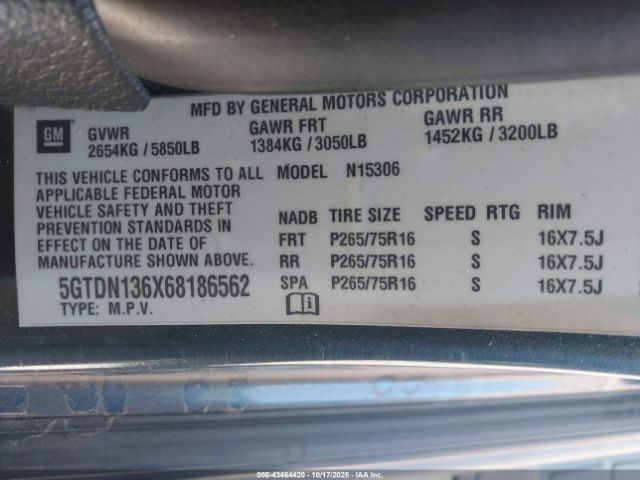 MFD BY GENERAL MOTORS CORPORATION
GM
GVWR GAWR FRT GAWR RR
2654KG / 5850LB 1384KG / 3050LB 1452KG / 3200LB
THIS VEHICLE CONFORMS TO ALL MODEL N15306
APPLICABLE FEDERAL MOTOR
VEHICLE SAFETY AND THEFT
PREVENTION STANDARDS IN
EFFECT ON THE DATE OF
MANUFACTURE SHOWN ABOVE.
5GTDN136X68186562
TYPE: M.P.V.
NADB TIRE SIZE SPEED RTG RIM
FRT P265/75R16 S 16X7.5J
RR P265/75R16 S 16X7.5J
SPA P265/75R16 S 16X7.5J
i
000-43454420 - 10/17/2025 - IAAI.COM